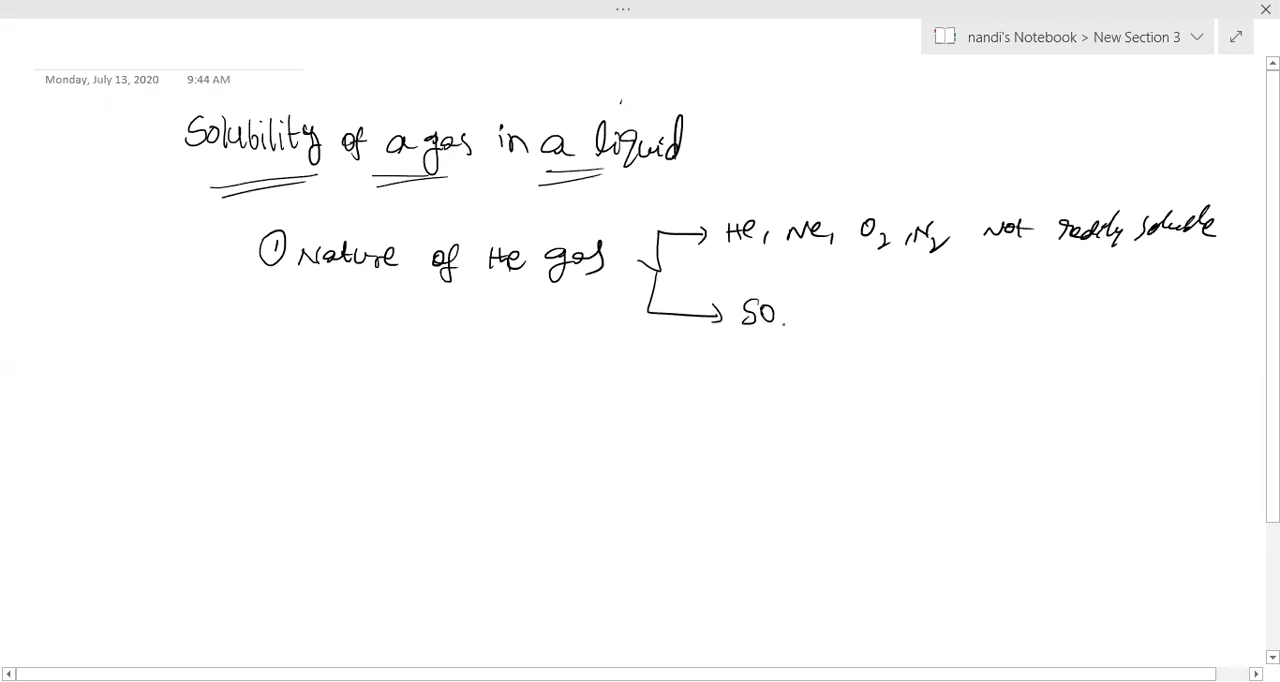 nandi's Notebook > New Section 3
Monday, July 13, 2020 9:44 AM
Solubility of a gas in a liquid
① Nature of the gas → He, Ne, O2, N2 Not readily soluble
→ SO